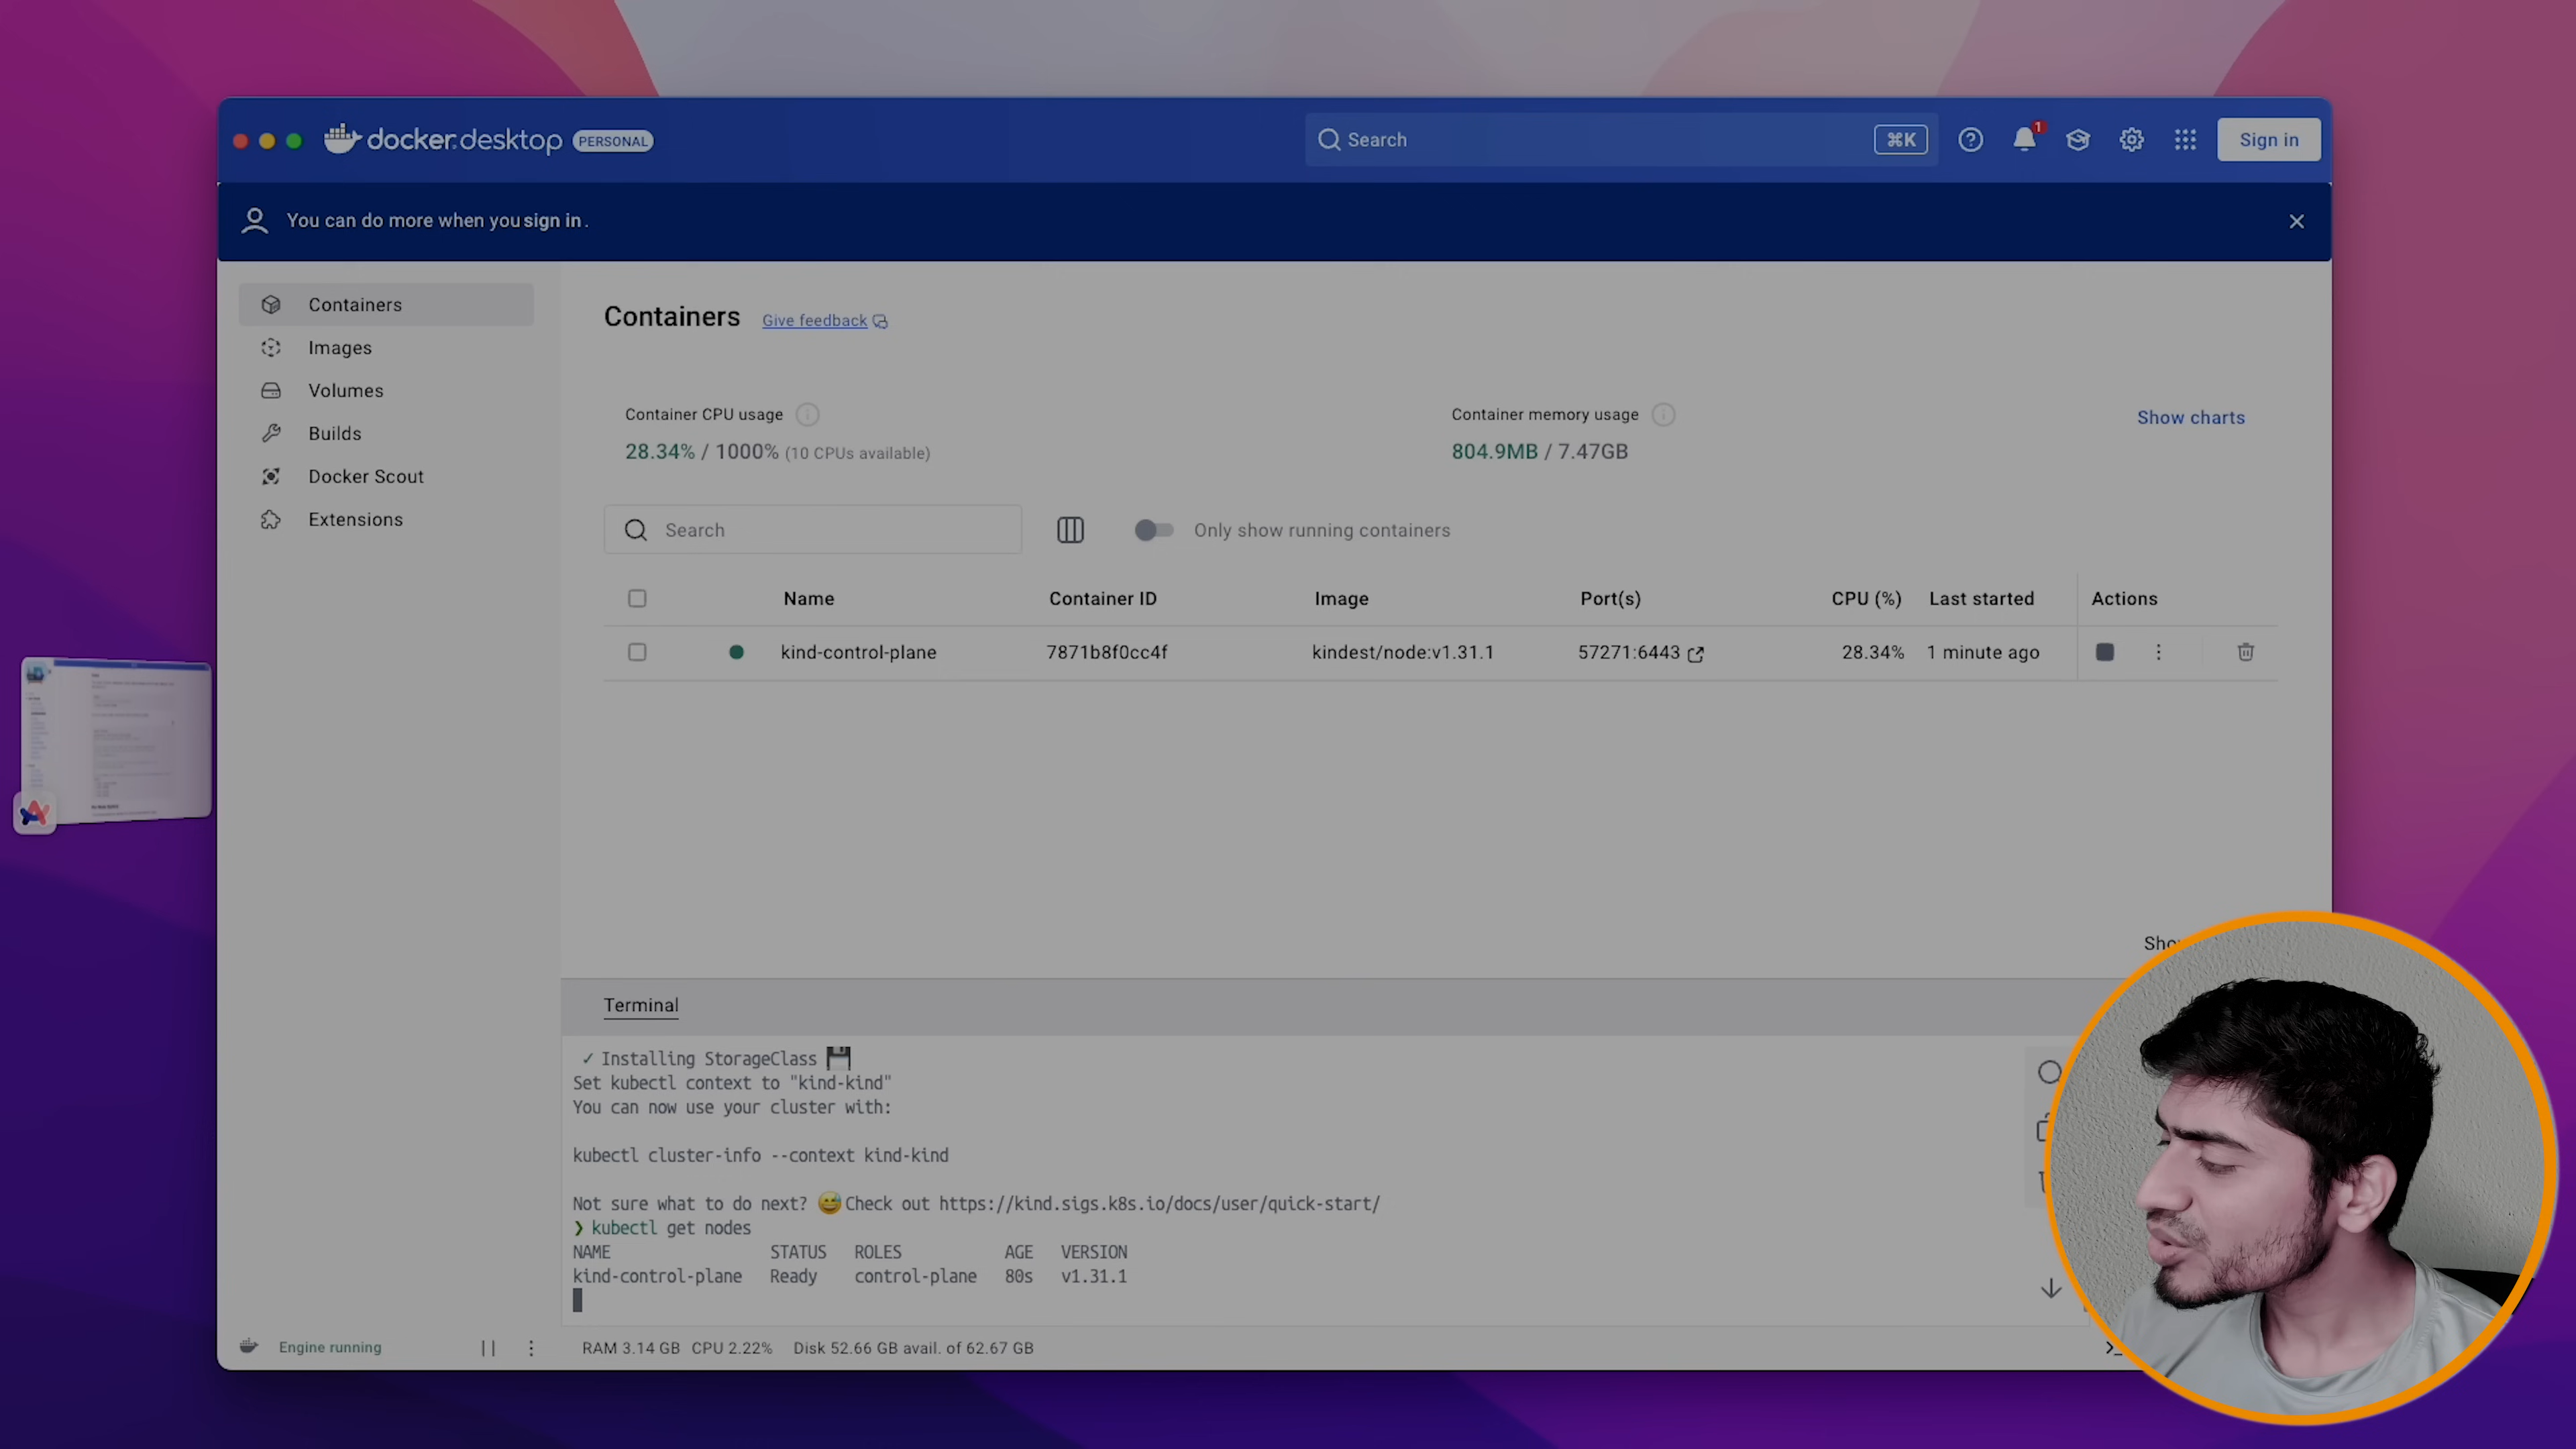 docker desktop PERSONAL
Search ⌘K
1
Sign in
You can do more when you sign in.
Containers
Images
Volumes
Builds
Docker Scout
Extensions
Containers Give feedback
Container CPU usage
28.34% / 1000% (10 CPUs available)
Container memory usage
804.9MB / 7.47GB
Show charts
Search
Only show running containers
Name Container ID Image Port(s) CPU (%) Last started Actions
kind-control-plane 7871b8f0cc4f kindest/node:v1.31.1 57271:6443 28.34% 1 minute ago
Terminal
✓ Installing StorageClass 💾
Set kubectl context to "kind-kind"
You can now use your cluster with:
kubectl cluster-info --context kind-kind
Not sure what to do next? 😅 Check out https://kind.sigs.k8s.io/docs/user/quick-start/
❯ kubectl get nodes
NAME STATUS ROLES AGE VERSION
kind-control-plane Ready control-plane 80s v1.31.1
Engine running
RAM 3.14 GB CPU 2.22% Disk 52.66 GB avail. of 62.67 GB